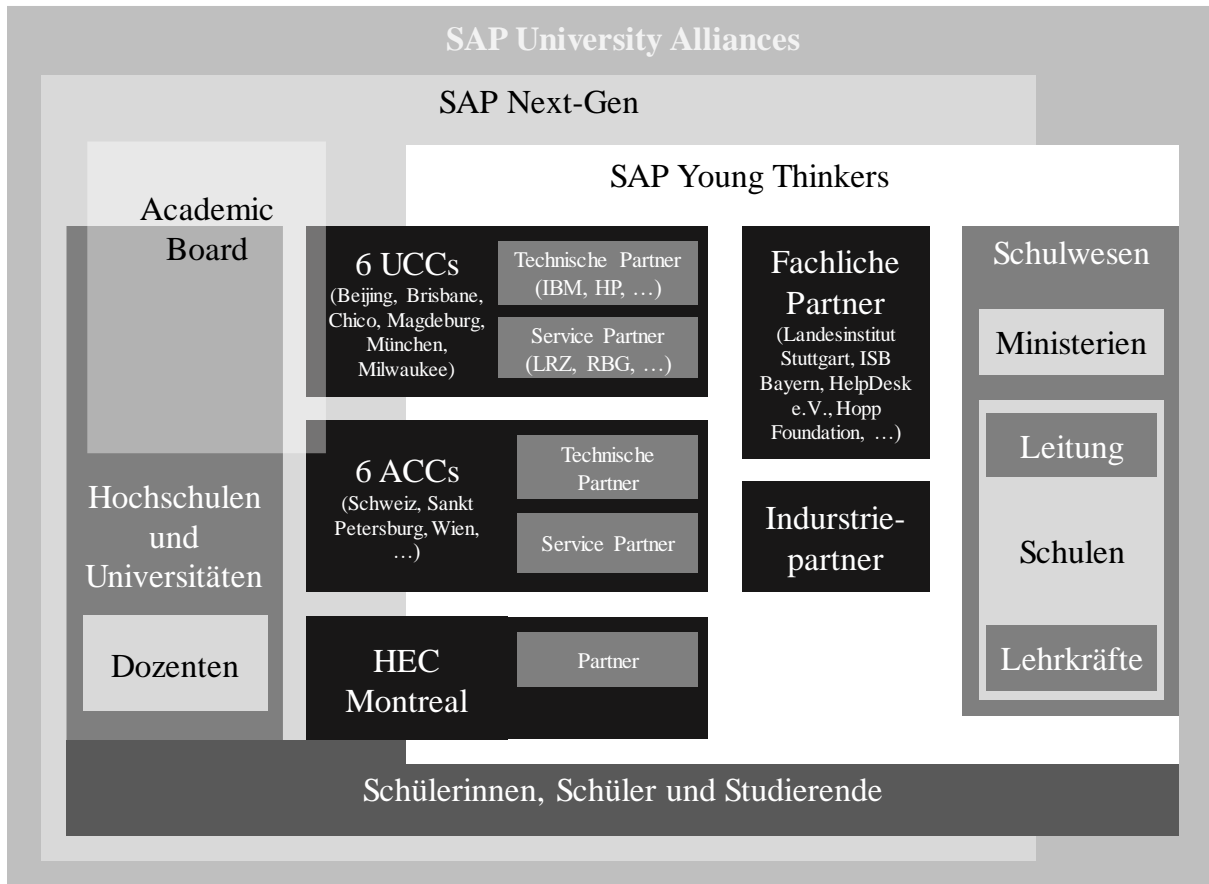 SAP University Alliances
SAP Next-Gen
SAP Young Thinkers
Academic
Board
Hochschulen
und
Universitäten
Dozenten
6 UCCs
(Beijing, Brisbane,
Chico, Magdeburg,
München,
Milwaukee)
Technische Partner
(IBM, HP, …)
Service Partner
(LRZ, RBG, …)
6 ACCs
(Schweiz, Sankt
Petersburg, Wien,
…)
Technische
Partner
Service Partner
HEC
Montreal
Partner
Fachliche
Partner
(Landesinstitut
Stuttgart, ISB
Bayern, HelpDesk
e.V., Hopp
Foundation, …)
Indurstrie-
partner
Schulwesen
Ministerien
Leitung
Schulen
Lehrkräfte
Schülerinnen, Schüler und Studierende